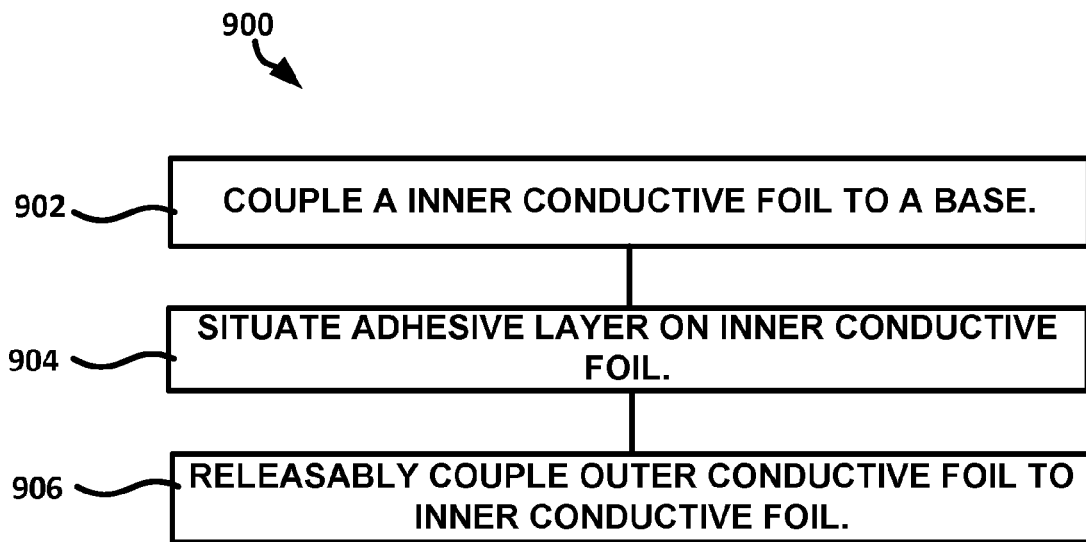 900
902
COUPLE A INNER CONDUCTIVE FOIL TO A BASE.
904
SITUATE ADHESIVE LAYER ON INNER CONDUCTIVE
FOIL.
906
RELEASABLY COUPLE OUTER CONDUCTIVE FOIL TO
INNER CONDUCTIVE FOIL.